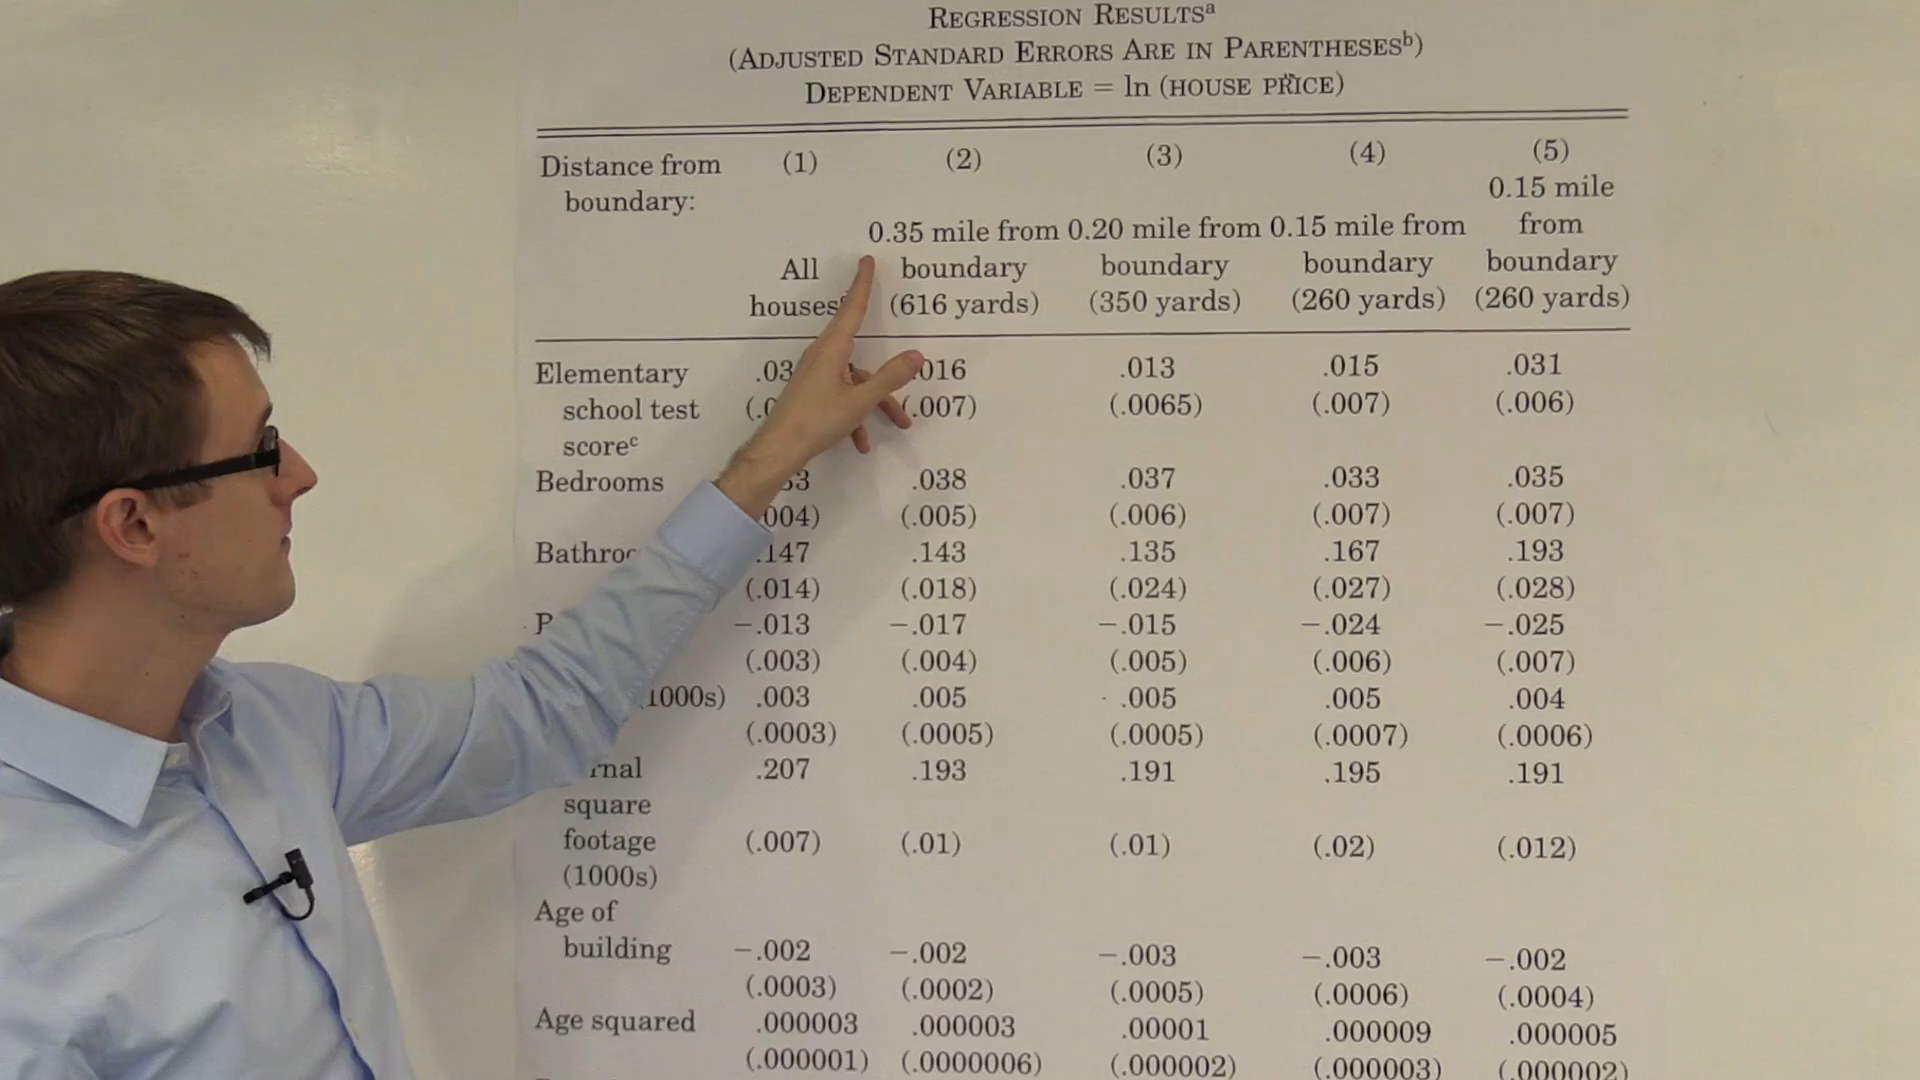 REGRESSION RESULTSa
(ADJUSTED STANDARD ERRORS ARE IN PARENTHESESb)
DEPENDENT VARIABLE = ln (HOUSE PRICE)
Distance from (1) (2) (3) (4) (5)
boundary: 0.15 mile
0.35 mile from 0.20 mile from 0.15 mile from from
All boundary boundary boundary boundary
houses (616 yards) (350 yards) (260 yards) (260 yards)
Elementary .016 .013 .015 .031
school test (.007) (.0065) (.007) (.006)
scorec
Bedrooms .038 .037 .033 .035
(.005) (.006) (.007) (.007)
.147 .143 .135 .167 .193
(.014) (.018) (.024) (.027) (.028)
−.013 −.017 −.015 −.024 −.025
(.003) (.004) (.005) (.006) (.007)
1000s) .003 .005 .005 .005 .004
(.0003) (.0005) (.0005) (.0007) (.0006)
.207 .193 .191 .195 .191
square
footage (.007) (.01) (.01) (.02) (.012)
(1000s)
Age of
building −.002 −.002 −.003 −.003 −.002
(.0003) (.0002) (.0005) (.0006) (.0004)
Age squared .000003 .000003 .00001 .000009 .000005
(.000001) (.0000006) (.000002) (.000003) (.000002)